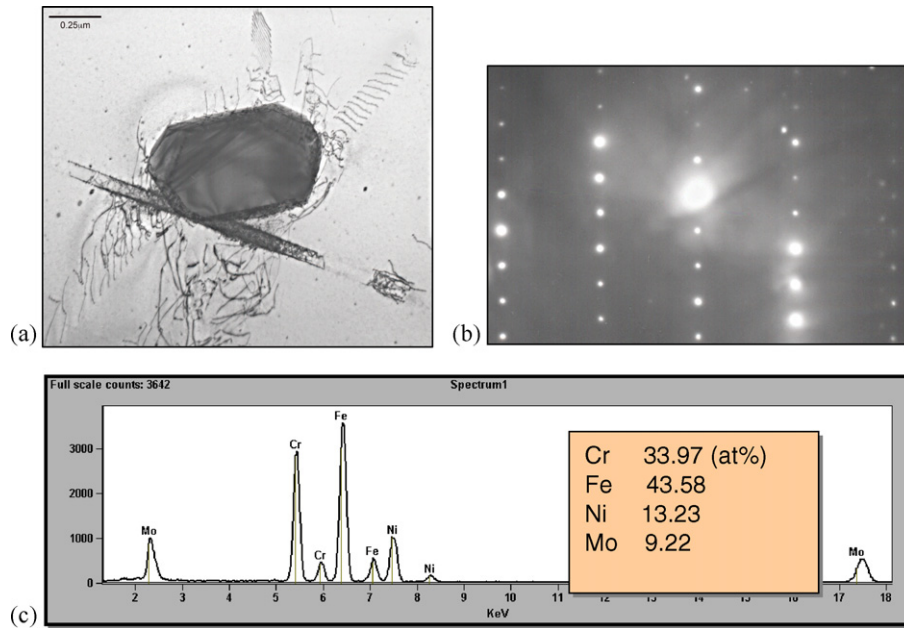 0.25µm
(a)
(b)
Full scale counts: 3642
Spectrum1
3000
2000
1000
0
Mo
Cr
Cr
Fe
Fe
Ni
Ni
Mo
Cr 33.97 (at%)
Fe 43.58
Ni 13.23
Mo 9.22
2 3 4 5 6 7 8 9 10 11 12 13 14 15 16 17 18
KeV
(c)